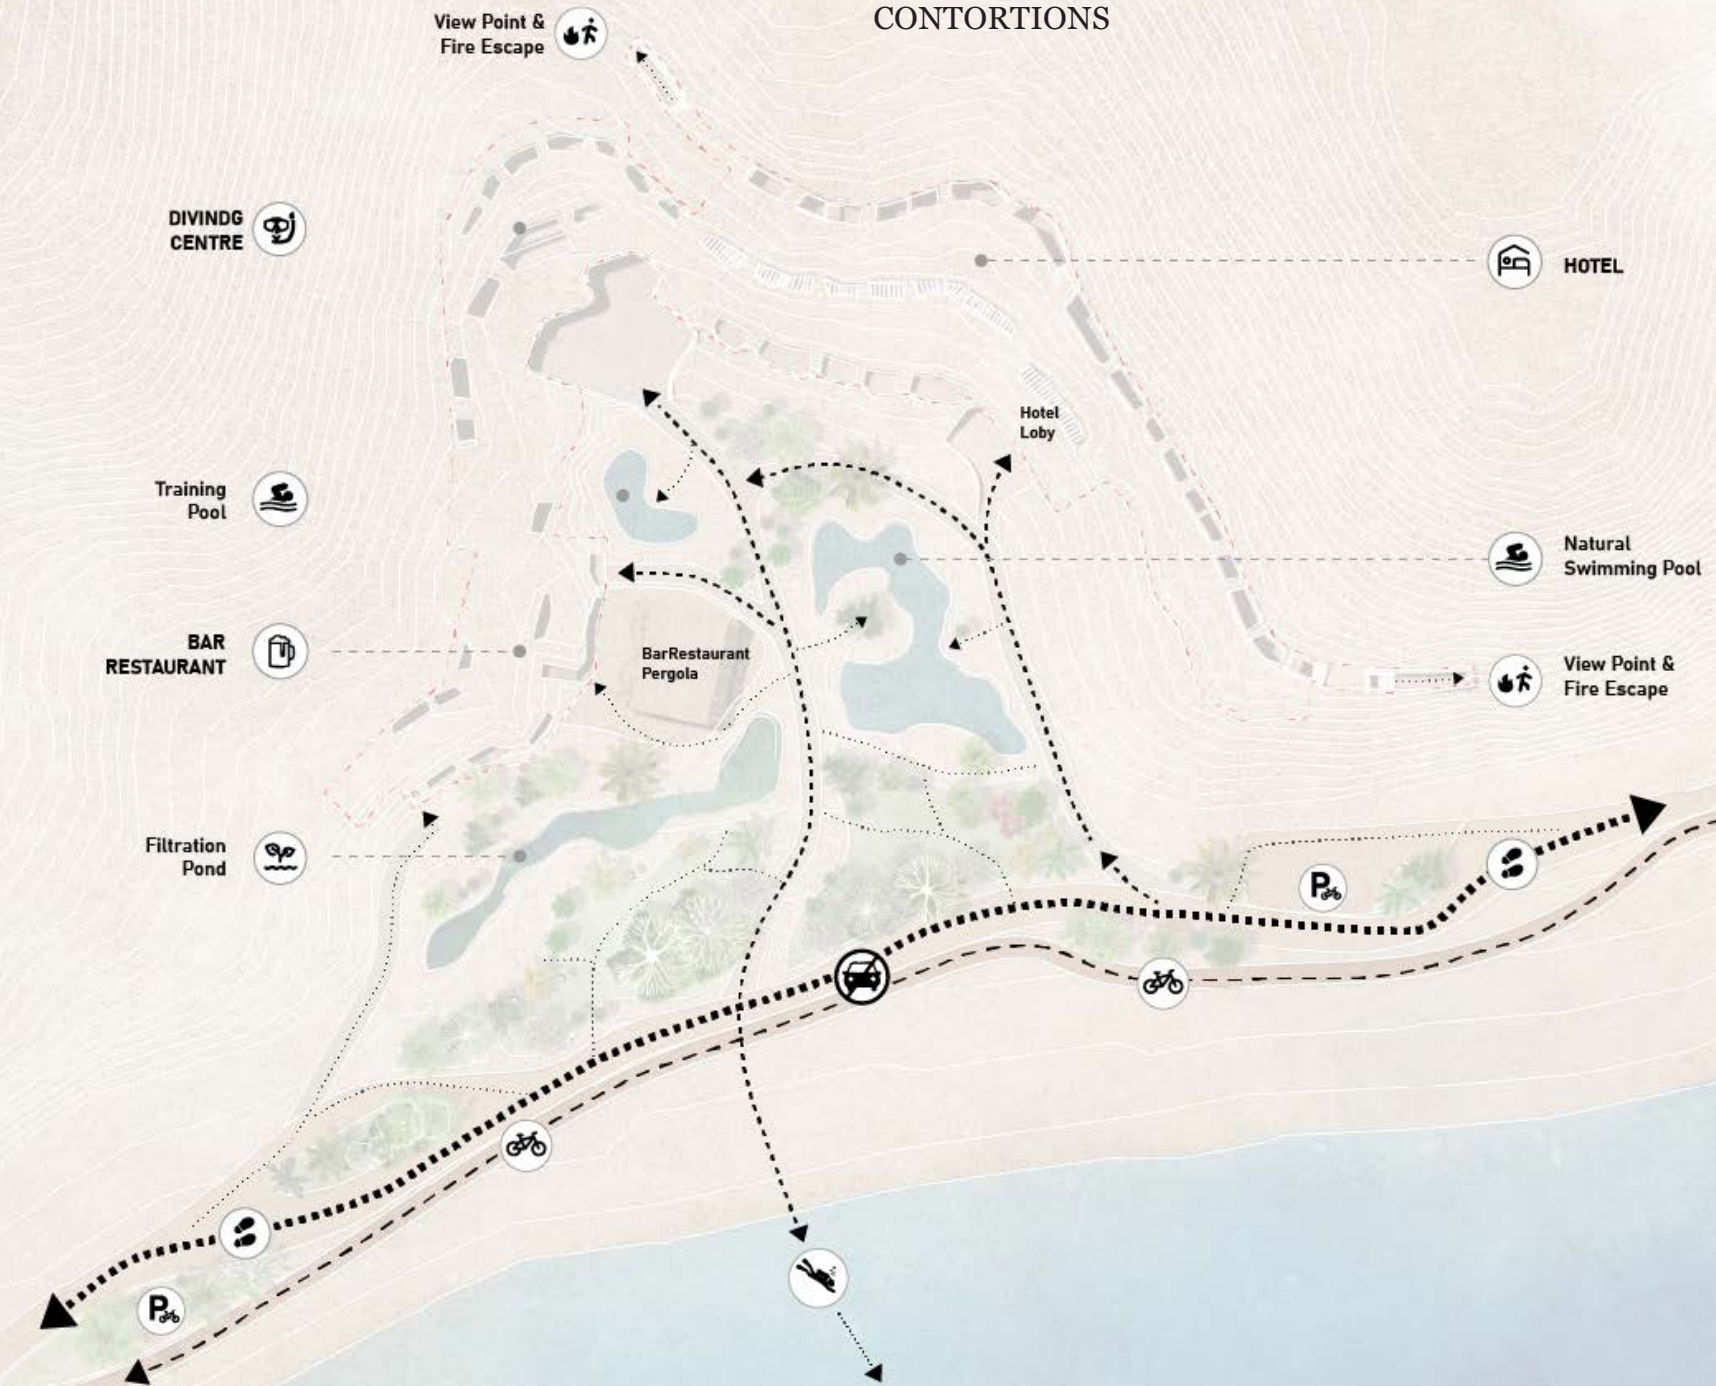 CONTORTIONS
View Point &
Fire Escape
DIVINDG
CENTRE
HOTEL
Hotel
Loby
Training
Pool
Natural
Swimming Pool
BAR
RESTAURANT
BarRestaurant
Pergola
View Point &
Fire Escape
Filtration
Pond
P
P